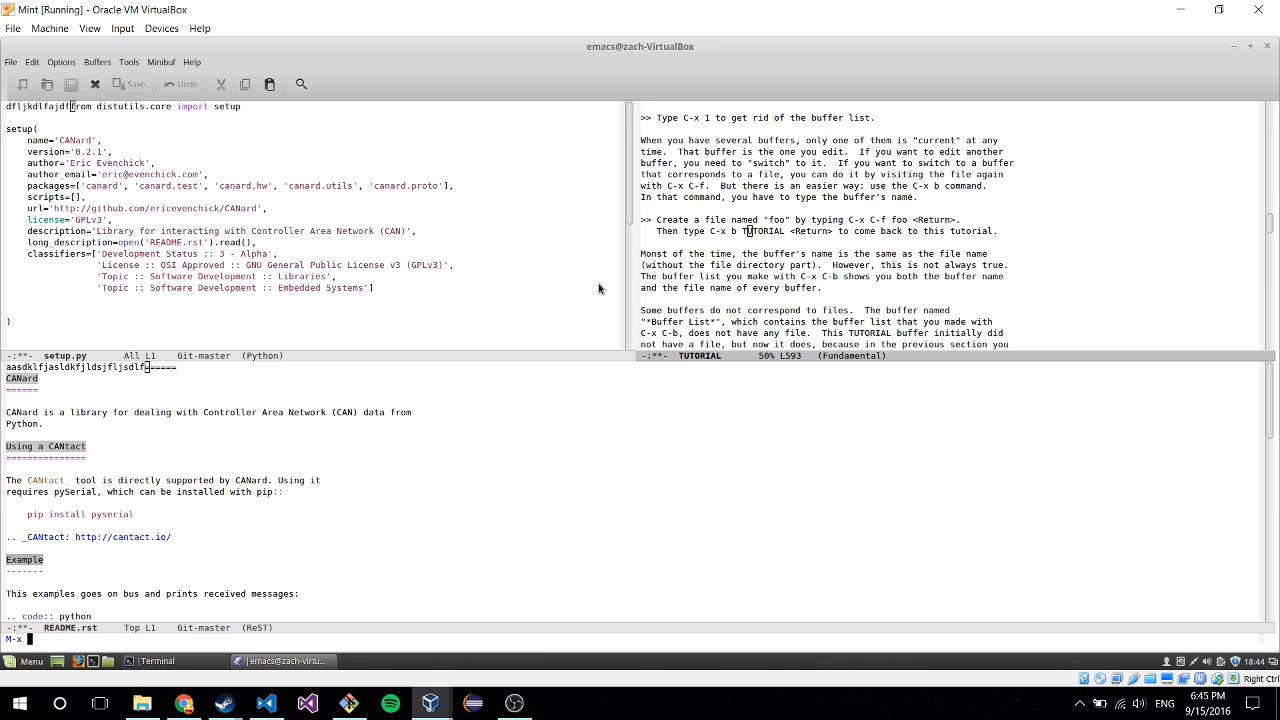 Mint [Running] - Oracle VM VirtualBox
File Machine View Input Devices Help
emacs@zach-VirtualBox
File Edit Options Buffers Tools Minibuf Help
Save Undo
dfljkdlfajdffrom distutils.core import setup
setup(
name='CANard',
version='0.2.1',
author='Eric Evenchick',
author_email='eric@evenchick.com',
packages=['canard', 'canard.test', 'canard.hw', 'canard.utils', 'canard.proto'],
scripts=[],
url='http://github.com/ericevenchick/CANard',
license='GPLv3',
description='Library for interacting with Controller Area Network (CAN)',
long_description=open('README.rst').read(),
classifiers=['Development Status :: 3 - Alpha',
'License :: OSI Approved :: GNU General Public License v3 (GPLv3)',
'Topic :: Software Development :: Libraries',
'Topic :: Software Development :: Embedded Systems']
)
-:**- setup.py All L1 Git-master (Python)
>> Type C-x 1 to get rid of the buffer list.
When you have several buffers, only one of them is "current" at any
time. That buffer is the one you edit. If you want to edit another
buffer, you need to "switch" to it. If you want to switch to a buffer
that corresponds to a file, you can do it by visiting the file again
with C-x C-f. But there is an easier way: use the C-x b command.
In that command, you have to type the buffer's name.
>> Create a file named "foo" by typing C-x C-f foo <Return>.
Then type C-x b TUTORIAL <Return> to come back to this tutorial.
Monst of the time, the buffer's name is the same as the file name
(without the file directory part). However, this is not always true.
The buffer list you make with C-x C-b shows you both the buffer name
and the file name of every buffer.
Some buffers do not correspond to files. The buffer named
"*Buffer List*", which contains the buffer list that you made with
C-x C-b, does not have any file. This TUTORIAL buffer initially did
not have a file, but now it does, because in the previous section you
-:**- TUTORIAL 50% L593 (Fundamental)
aasdklfjasldkfjldsjfljsdlf======
CANard
======
CANard is a library for dealing with Controller Area Network (CAN) data from
Python.
Using a CANtact
===============
The CANtact_ tool is directly supported by CANard. Using it
requires pySerial, which can be installed with pip::
pip install pyserial
.. _CANtact: http://cantact.io/
Example
-------
This examples goes on bus and prints received messages:
.. code:: python
-:**- README.rst Top L1 Git-master (ReST)
M-x
Menu Terminal emacs@zach-Virtu... 18:44
Right Ctrl
ENG
6:45 PM
9/15/2016